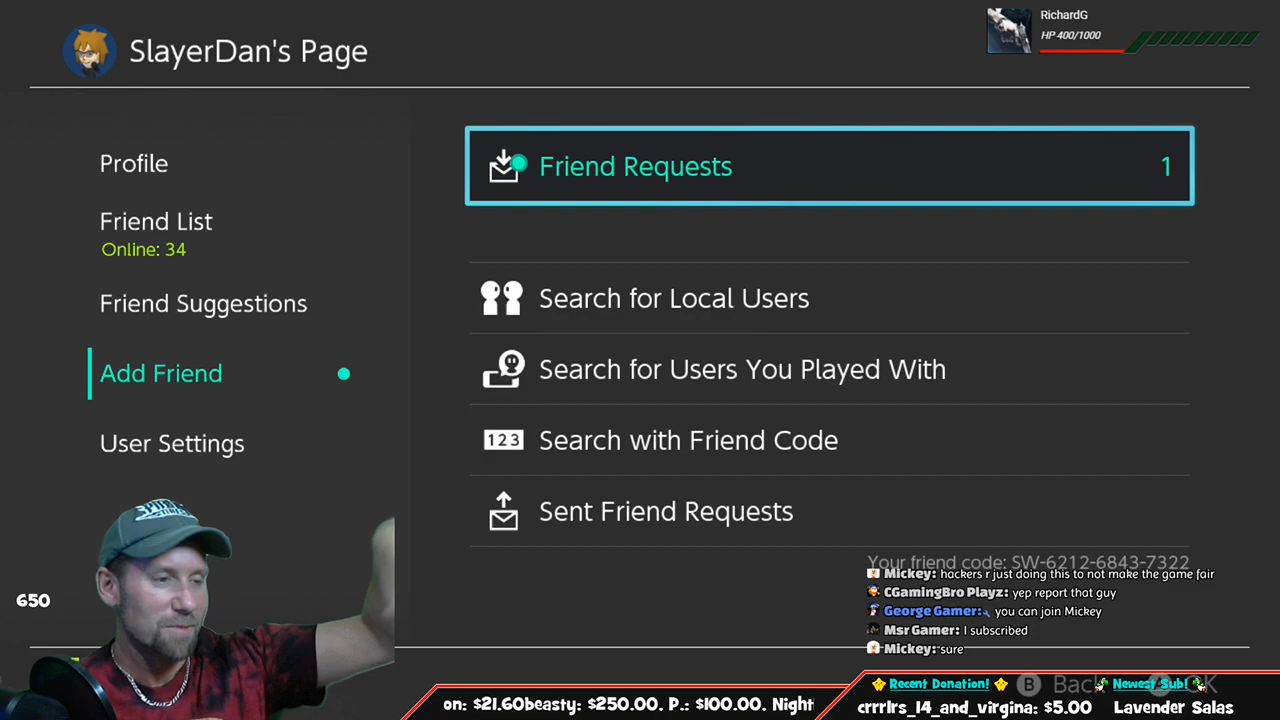 SlayerDan's Page
RichardG
HP 400/1000
Profile
Friend List
Online: 34
Friend Suggestions
Add Friend
User Settings
Friend Requests 1
Search for Local Users
Search for Users You Played With
123 Search with Friend Code
Sent Friend Requests
Your friend code: SW-6212-6843-7322
Mickey: hackers r just doing this to not make the game fair
CGamingBro Playz: yep report that guy
George Gamer: you can join Mickey
Msr Gamer: I subscribed
Mickey: sure
650
on: $21.60beasty: $250.00. P.: $100.00. Night
Recent Donation!
crrrlrs_14_and_virgina: $5.00
B Back
Newest Sub!
Lavender Salas